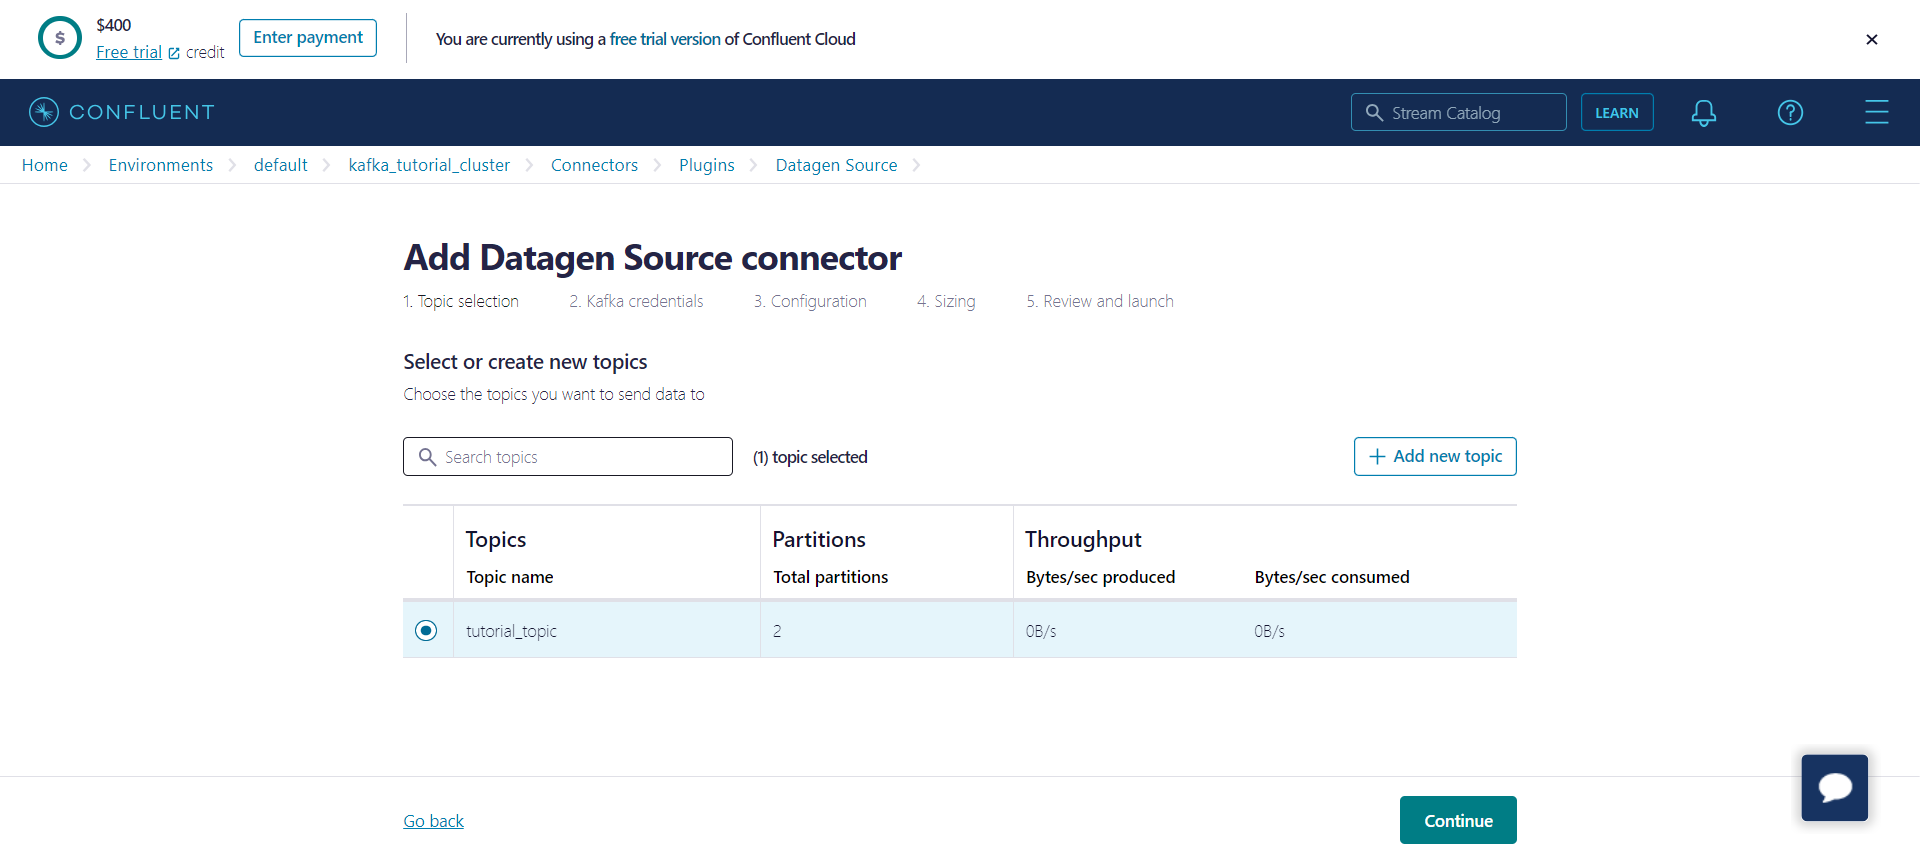 $
$400
Free trial credit
Enter payment
You are currently using a free trial version of Confluent Cloud
CONFLUENT
Stream Catalog
LEARN
?
Home
Environments
default
kafka_tutorial_cluster
Connectors
Plugins
Datagen Source
Add Datagen Source connector
1. Topic selection
2. Kafka credentials
3. Configuration
4. Sizing
5. Review and launch
Select or create new topics
Choose the topics you want to send data to
Search topics
(1) topic selected
Add new topic
Topics
Partitions
Throughput
Topic name
Total partitions
Bytes/sec produced
Bytes/sec consumed
tutorial_topic
2
0B/s
0B/s
Go back
Continue